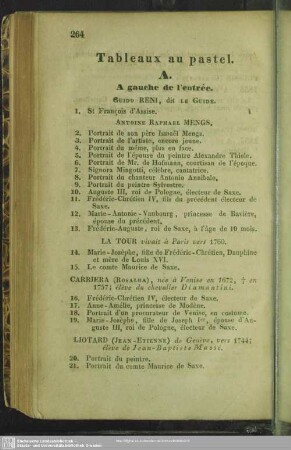 264
Tableaux au pastel.
A.
A gauche de l'entrée.
GUIDO RENI, dit LE GUIDE.
1. St François d'Assise.
ANTOINE RAPHAEL MENGS.
2. Portrait de son père Ismaël Mengs.
3. Portrait de l'artiste, encore jeune.
4. Portrait du même, plus en face.
5. Portrait de l'épouse du peintre Alexandre Thiele.
6. Portrait de Mr. de Hofmann, courtisan de l'époque.
7. Signora Mingotti, célèbre, cantatrice.
8. Portrait du chanteur Antonio Annibale.
9. Portrait du peintre Sylvestre.
10. Auguste III, roi de Pologne, électeur de Saxe.
11. Frédéric-Chrétien IV, fils du précédent électeur de
Saxe.
12. Marie-Antonie-Vaubourg, princesse de Bavière,
épouse du précédent.
13. Frédéric-Auguste, roi de Saxe, à l'âge de 10 mois.
LA TOUR vivait à Paris vers 1760.
14. Marie-Josèphe, fille de Frédéric-Chrétien, Dauphine
et mère de Louis XVI.
15. Le comte Maurice de Saxe.
CARRIERA (ROSALBA), née à Venise en 1672, † en
1757; élève du chevalier Diamantini.
16. Frédéric-Chrétien IV, électeur de Saxe.
17. Anne-Amélie, princesse de Modène.
18. Portrait d'un procurateur de Venise, en costume.
19. Marie-Josèphe, fille de Joseph Ier, épouse d'Au-
guste III, roi de Pologne, électeur de Saxe.
LIOTARD (JEAN-ETIENNE) de Genève, vers 1744;
élève de Jean-Baptiste Massé.
20. Portrait du peintre.
21. Portrait du comte Maurice de Saxe.